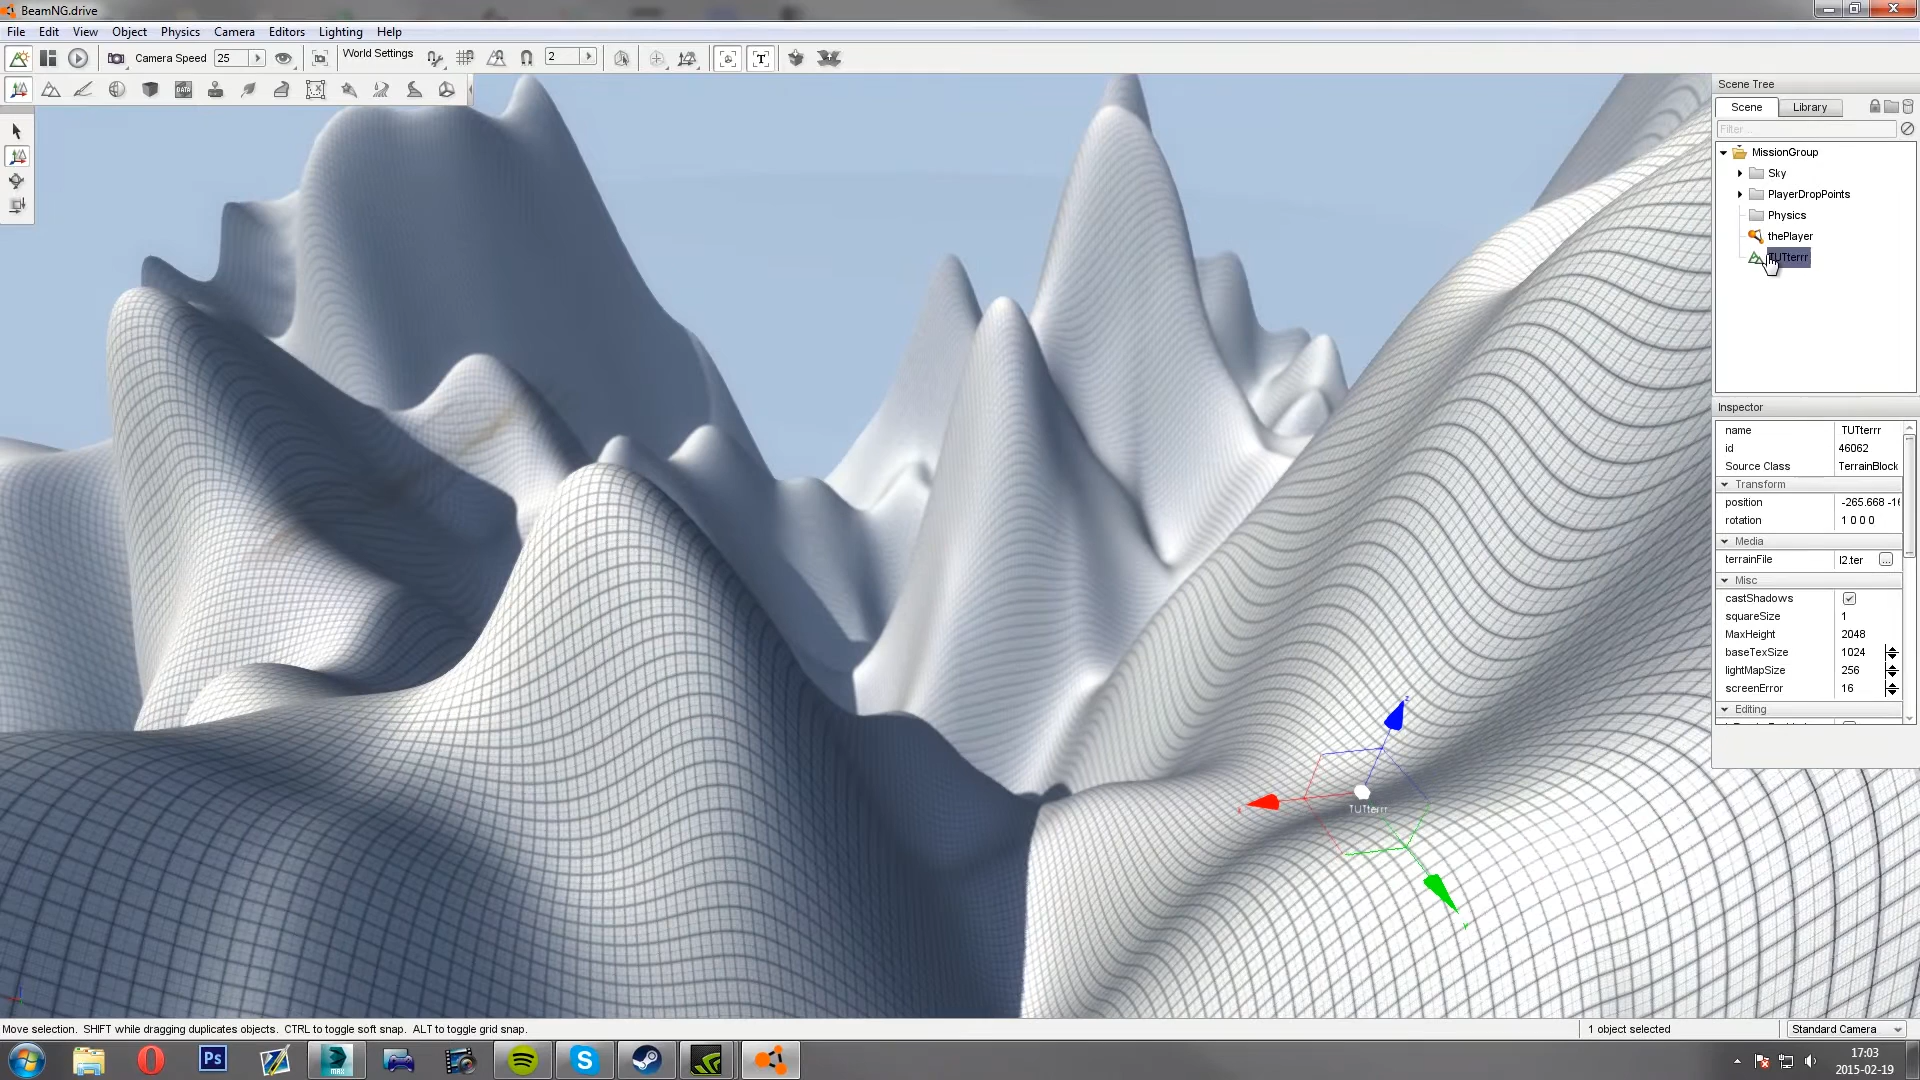 BeamNG.drive
File Edit View Object Physics Camera Editors Lighting Help
Camera Speed 25 World Settings 2
T
DATA
Scene Tree
Scene Library
Filter...
MissionGroup
Sky
PlayerDropPoints
Physics
thePlayer
TUTterrr
Inspector
name TUTterrr
id 46062
Source Class TerrainBlock
Transform
position -265.668 -1
rotation 1 0 0 0
Media
terrainFile l2.ter ...
Misc
castShadows
squareSize 1
MaxHeight 2048
baseTexSize 1024
lightMapSize 256
screenError 16
Editing
Z
TUTterrr
X
Y
Move selection. SHIFT while dragging duplicates objects. CTRL to toggle soft snap. ALT to toggle grid snap.
1 object selected
Standard Camera
Ps
MAX
17:03
2015-02-19